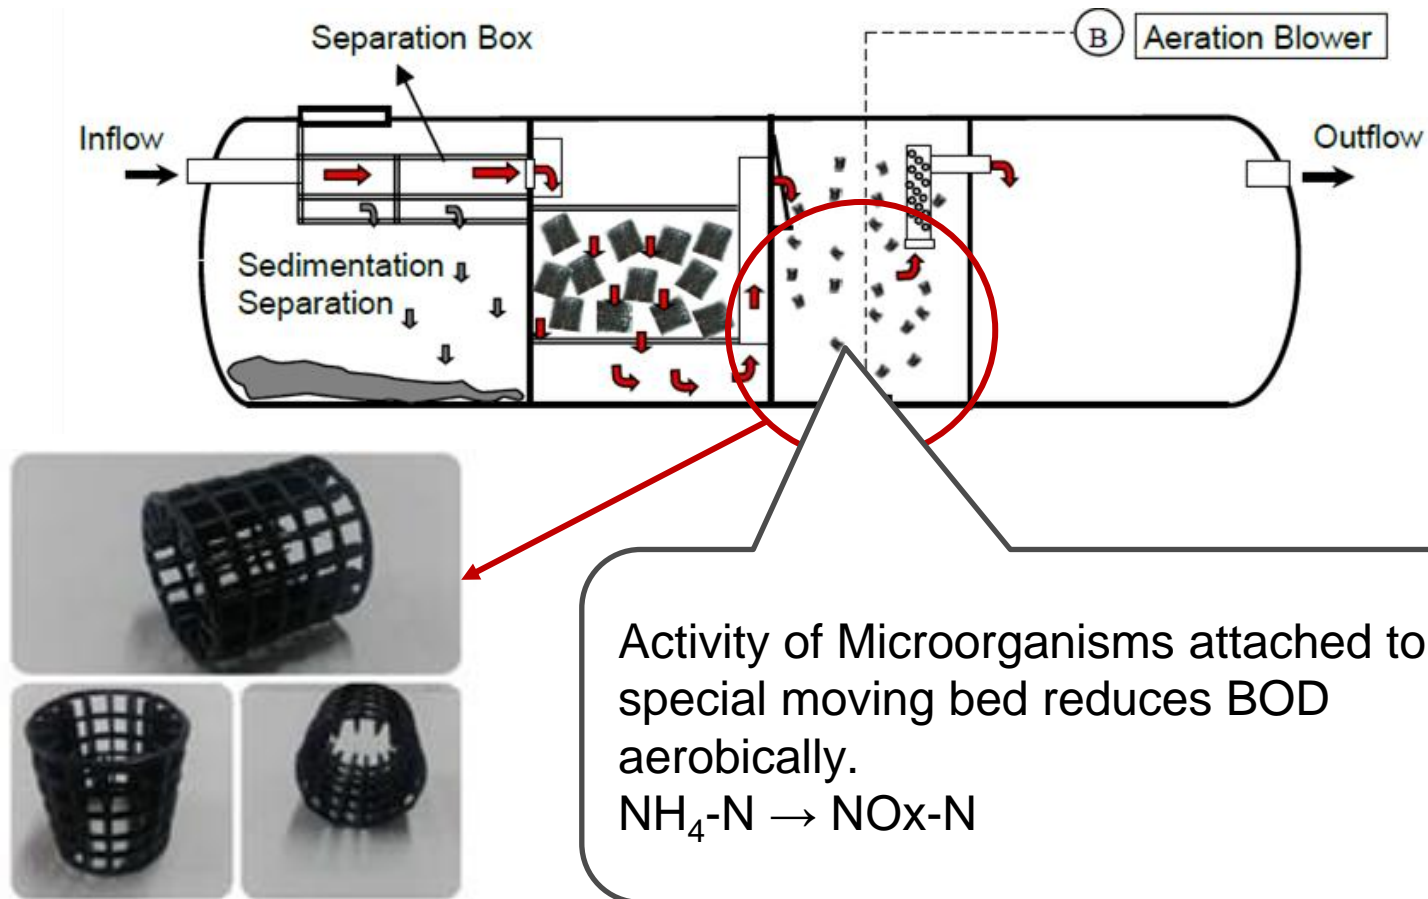 Separation Box
B
Aeration Blower
Inflow
Outflow
Sedimentation
Separation
Activity of Microorganisms attached to
special moving bed reduces BOD
aerobically.
NH₄-N → NOx-N